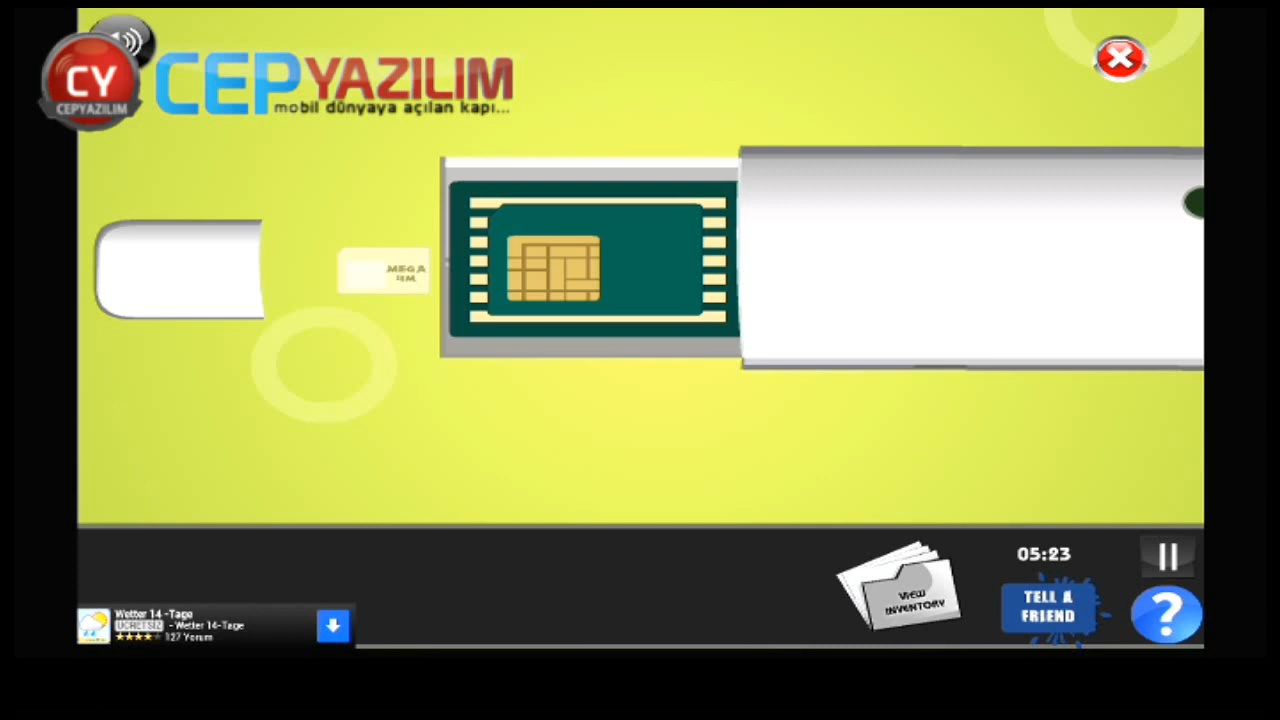 CY
CEPYAZILIM
CEPYAZILIM
mobil dünyaya açılan kapı...
MEGA
SIM
05:23
VIEW
INVENTORY
TELL A
FRIEND
?
Wetter 14 -Tage
ÜCRETSİZ - Wetter 14-Tage
127 Yorum